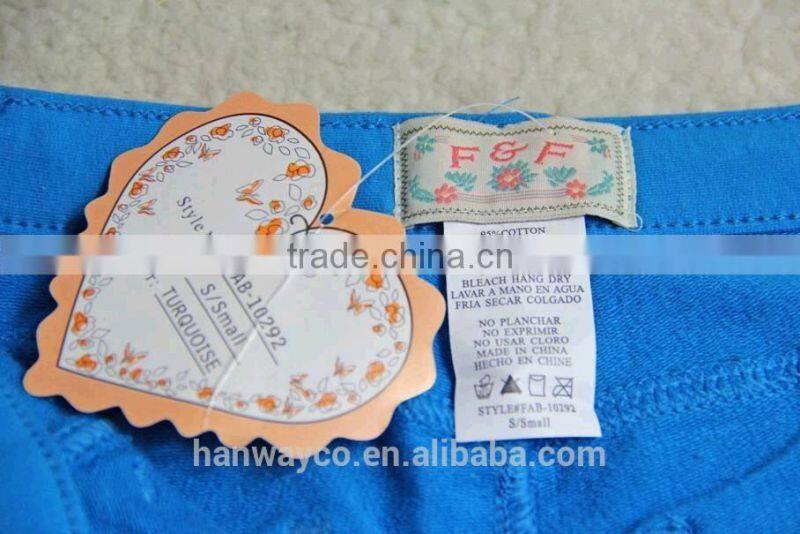 F & F
Style
FAB-10292
S/Small
TURQUOISE
85%COTTON
trade.china.cn
BLEACH HANG DRY
LAVAR A MANO EN AGUA
FRIA SECAR COLGADO
NO PLANCHAR
NO EXPRIMIR
NO USAR CLORO
MADE IN CHINA
HECHO EN CHINE
STYLE#FAB-10292
S/Small
hanwayco.en.alibaba.com